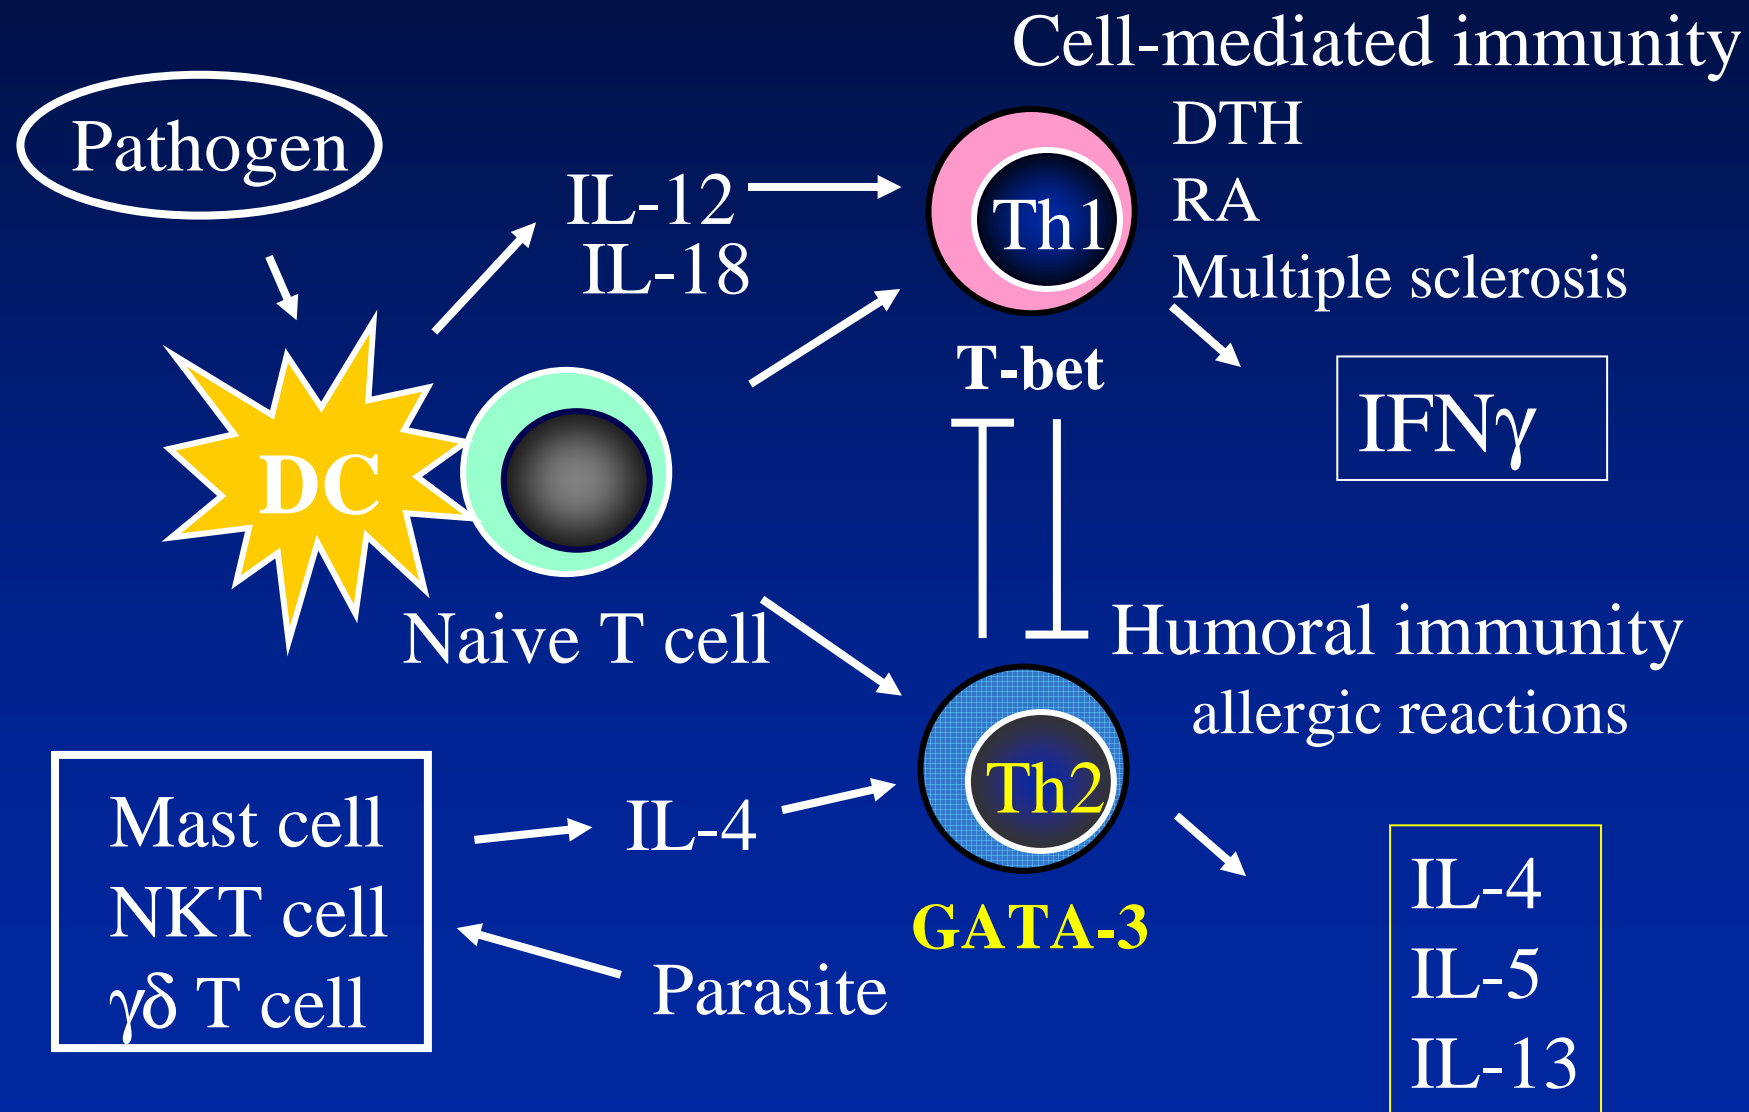 Cell-mediated immunity
Pathogen
DTH
RA
Multiple sclerosis
IL-12
IL-18
Th1
T-bet
IFNγ
DC
Naive T cell
Humoral immunity
allergic reactions
Mast cell
NKT cell
γδ T cell
IL-4
Th2
GATA-3
Parasite
IL-4
IL-5
IL-13